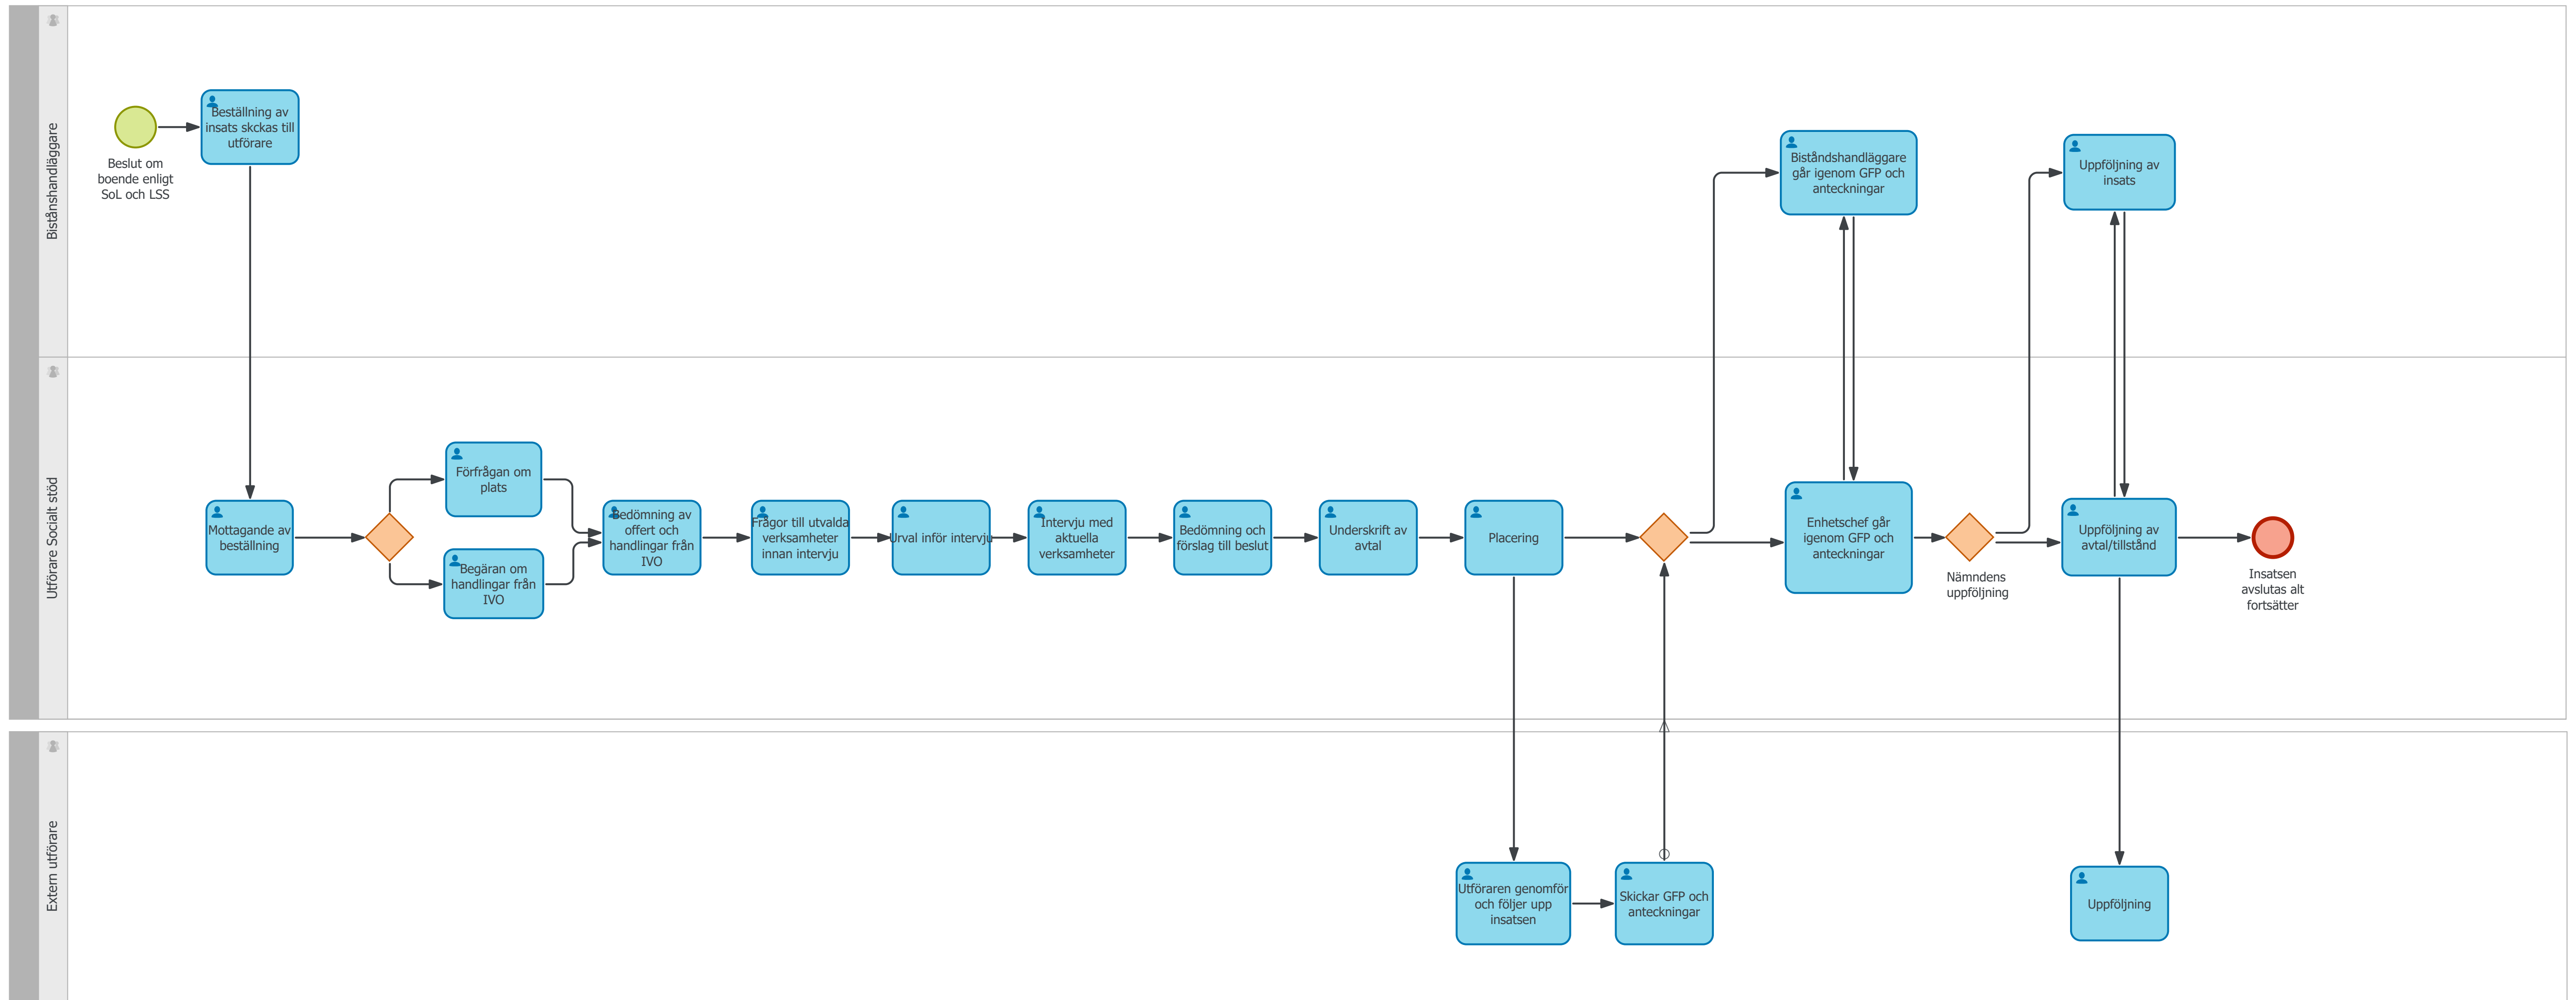 Biståndshandläggare
Beslut om
boende enligt
SoL och LSS
Beställning av
insats skckas till
utförare
Biståndshandläggare
går igenom GFP och
anteckningar
Uppföljning av
insats
Utförare Socialt stöd
Mottagande av
beställning
Förfrågan om
plats
Begäran om
handlingar från
IVO
Bedömning av
offert och
handlingar från
IVO
Frågor till utvalda
verksamheter
innan intervju
Urval inför intervju
Intervju med
aktuella
verksamheter
Bedömning och
förslag till beslut
Underskrift av
avtal
Placering
Enhetschef går
igenom GFP och
anteckningar
Nämndens
uppföljning
Uppföljning av
avtal/tillstånd
Insatsen
avslutas alt
fortsätter
Extern utförare
Utföraren genomför
och följer upp
insatsen
Skickar GFP och
anteckningar
Uppföljning